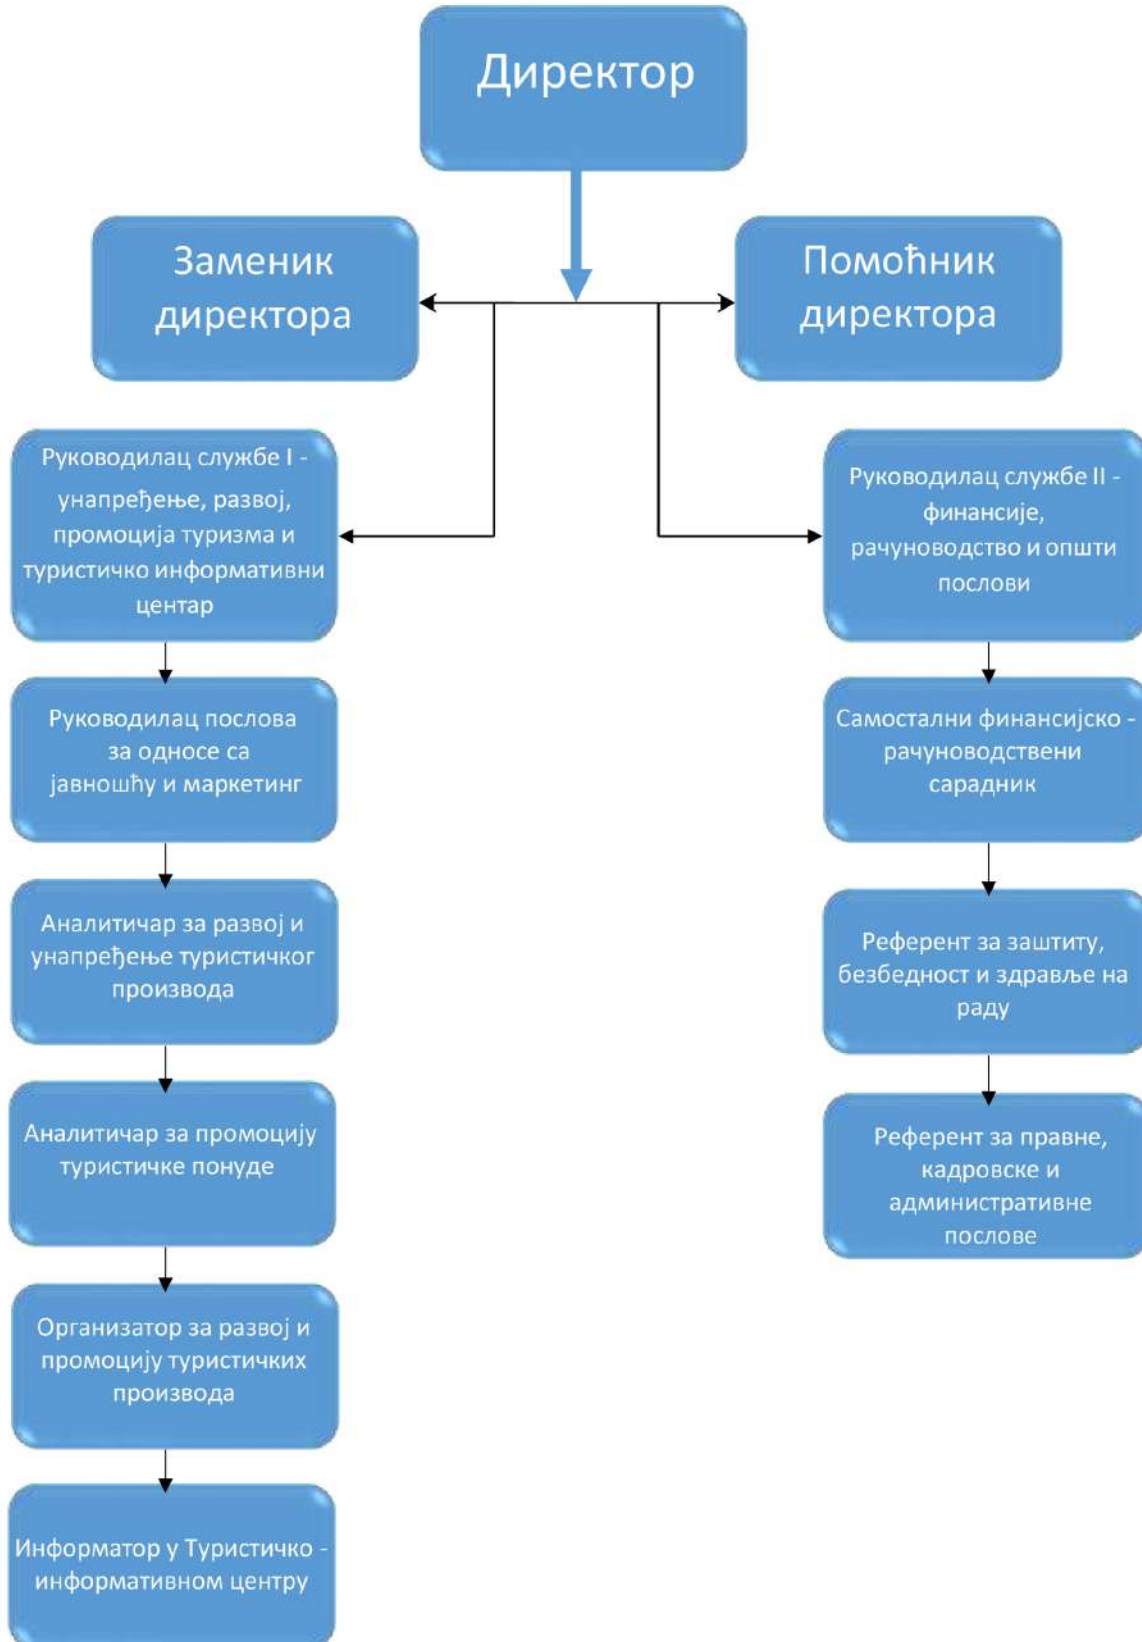 Директор
Заменик
директора
Помоћник
директора
Руководилац службе I -
унапређење, развој,
промоција туризма и
туристичко информативни
центар
Руководилац послова
за односе са
јавношћу и маркетинг
Аналитичар за развој и
унапређење туристичког
производа
Аналитичар за промоцију
туристичке понуде
Организатор за развој и
промоцију туристичких
производа
Информатор у Туристичко -
информативном центру
Руководилац службе II -
финансије,
рачуноводство и општи
послови
Самостални финансијско -
рачуноводствени
сарадник
Референт за заштиту,
безбедност и здравље на
раду
Референт за правне,
кадровске и
административне
послове